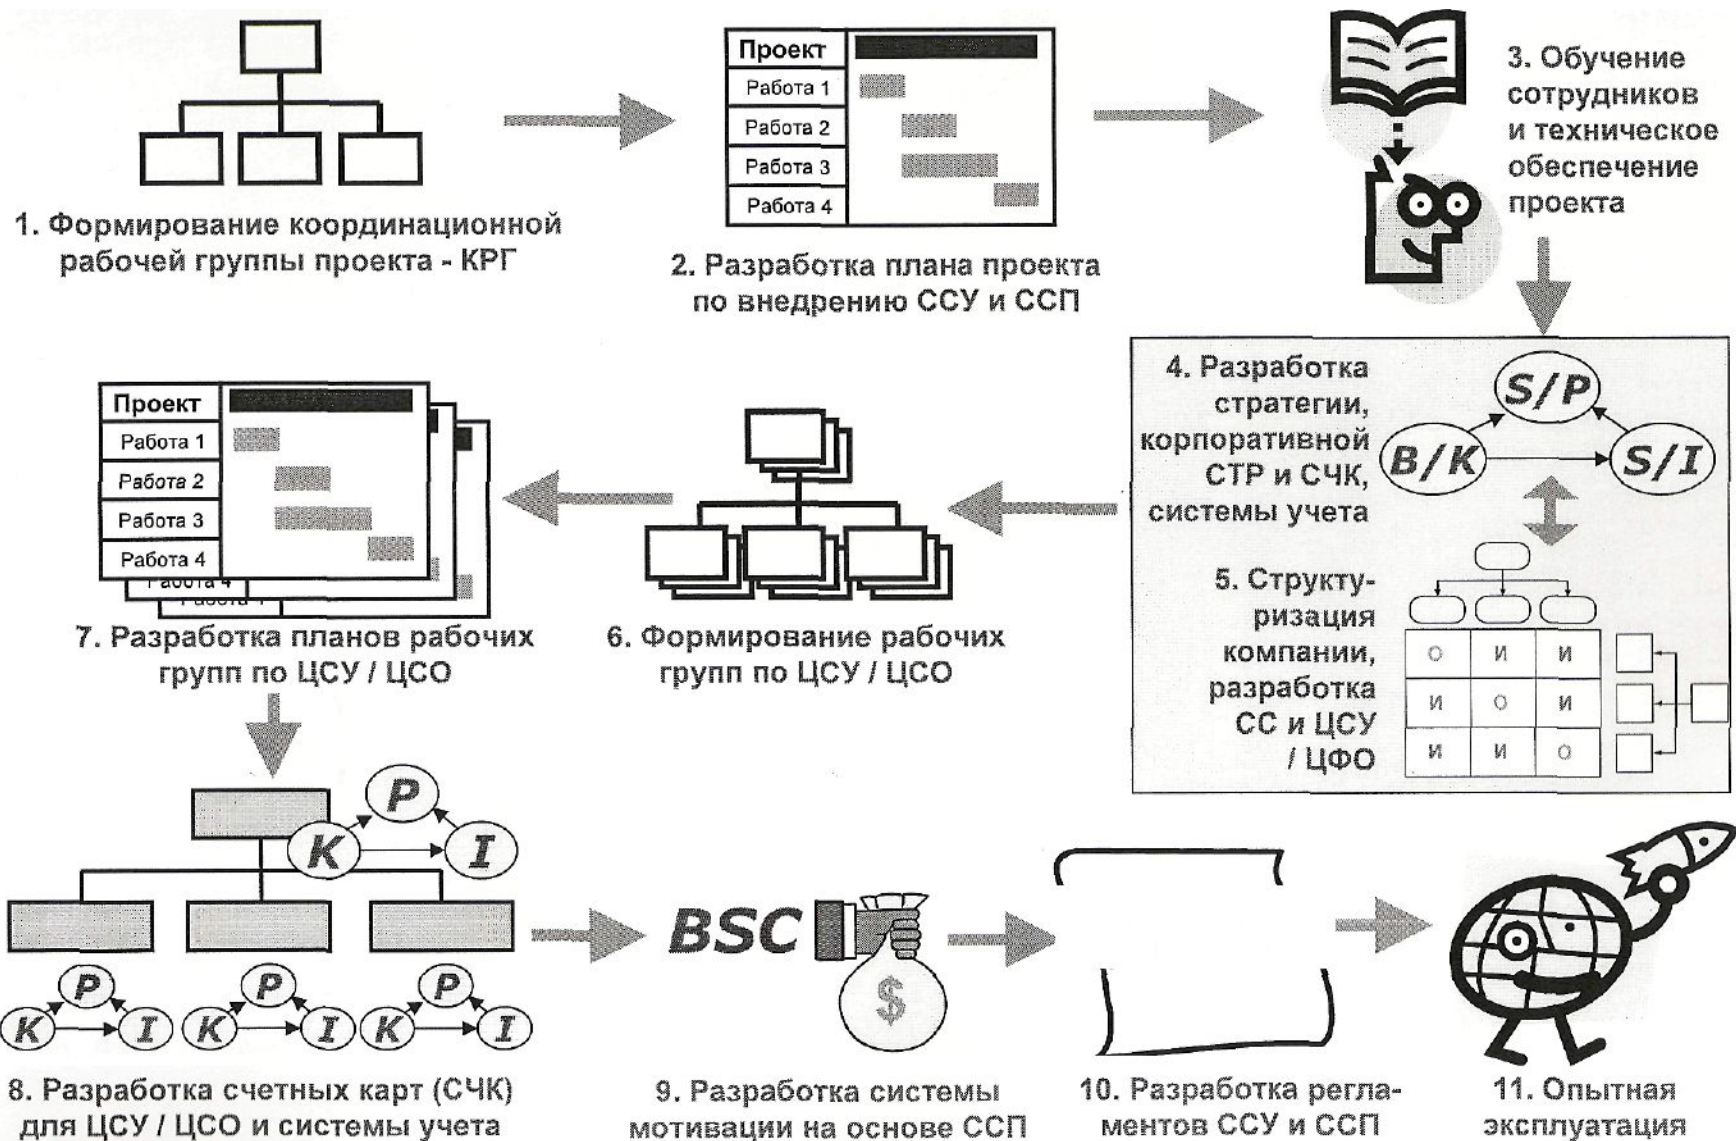 1. Формирование координационной
рабочей группы проекта - КРГ
Проект
Работа 1
Работа 2
Работа 3
Работа 4
2. Разработка плана проекта
по внедрению ССУ и ССП
3. Обучение
сотрудников
и техническое
обеспечение
проекта
4. Разработка
стратегии,
корпоративной
СТР и СЧК,
системы учета
S/P
B/K
S/I
5. Структу-
ризация
компании,
разработка
СС и ЦСУ
/ ЦФО
О И И
И О И
И И О
6. Формирование рабочих
групп по ЦСУ / ЦСО
Проект
Работа 1
Работа 2
Работа 3
Работа 4
Работа 4
7. Разработка планов рабочих
групп по ЦСУ / ЦСО
P
K I
P P P
K I K I K I
8. Разработка счетных карт (СЧК)
для ЦСУ / ЦСО и системы учета
BSC
$
9. Разработка системы
мотивации на основе ССП
10. Разработка регла-
ментов ССУ и ССП
11. Опытная
эксплуатация